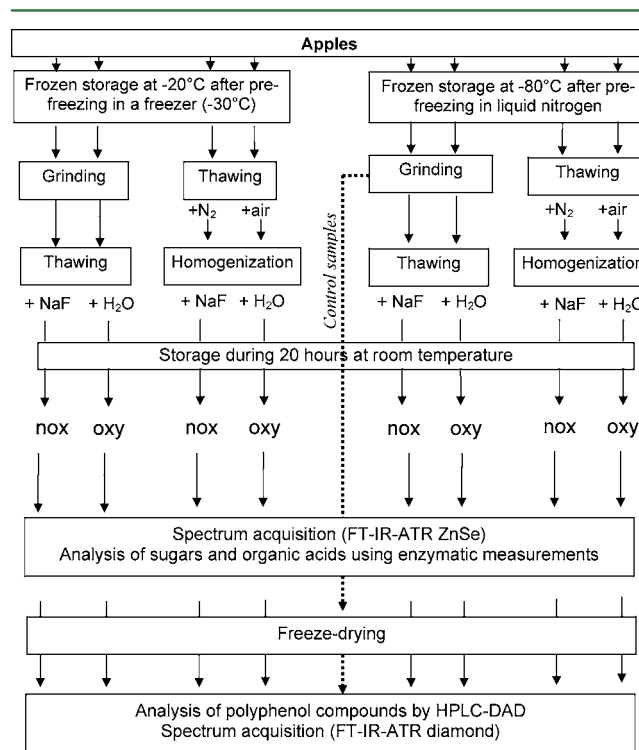 Apples
Frozen storage at -20°C after pre-
freezing in a freezer (-30°C)
Frozen storage at -80°C after pre-
freezing in liquid nitrogen
Grinding
Thawing
Grinding
Thawing
+N₂ +air
+N₂ +air
Control samples
Thawing
Homogenization
Thawing
Homogenization
+ NaF + H₂O + NaF + H₂O + NaF + H₂O + NaF + H₂O
Storage during 20 hours at room temperature
nox oxy nox oxy nox oxy nox oxy
Spectrum acquisition (FT-IR-ATR ZnSe)
Analysis of sugars and organic acids using enzymatic measurements
Freeze-drying
Analysis of polyphenol compounds by HPLC-DAD
Spectrum acquisition (FT-IR-ATR diamond)